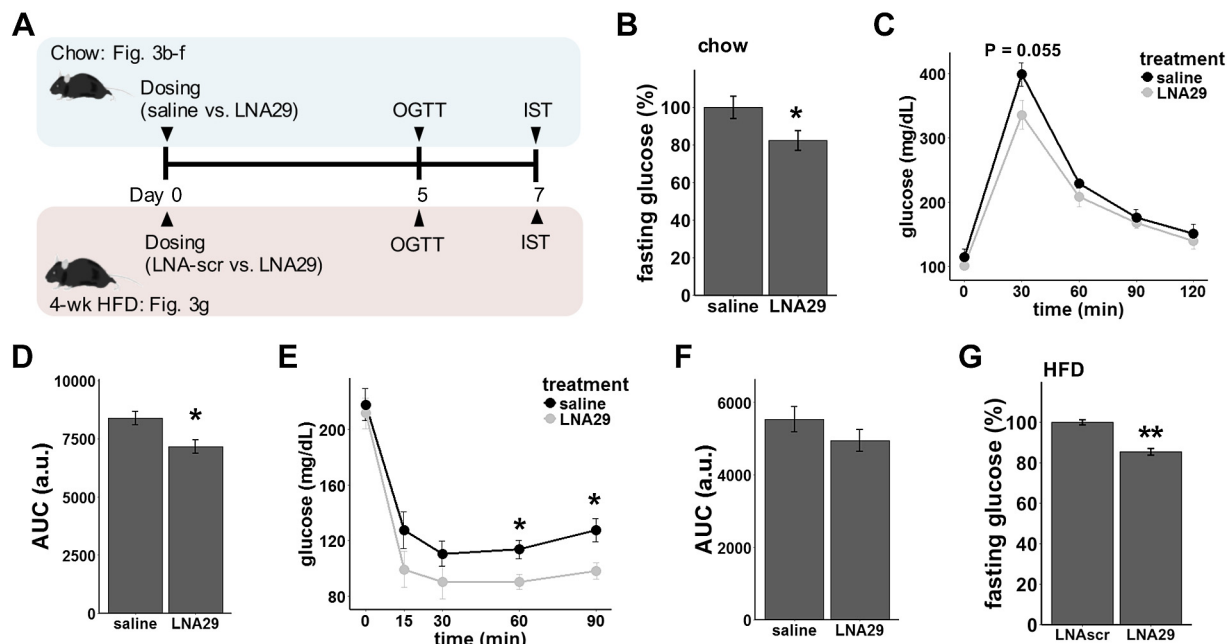 A
Chow: Fig. 3b-f
Dosing
(saline vs. LNA29)
OGTT
IST
Day 0
5
7
Dosing
(LNA-scr vs. LNA29)
OGTT
IST
4-wk HFD: Fig. 3g
B
chow
fasting glucose (%)
100
80
60
40
20
0
*
saline LNA29
C
P = 0.055
treatment
saline
LNA29
glucose (mg/dL)
400
300
200
100
0 30 60 90 120
time (min)
D
AUC (a.u.)
10000
7500
5000
2500
0
*
saline LNA29
E
treatment
saline
LNA29
glucose (mg/dL)
200
160
120
80
* *
0 15 30 60 90
time (min)
F
AUC (a.u.)
6000
4000
2000
0
saline LNA29
G
HFD
fasting glucose (%)
100
80
60
40
20
0
**
LNAscr LNA29